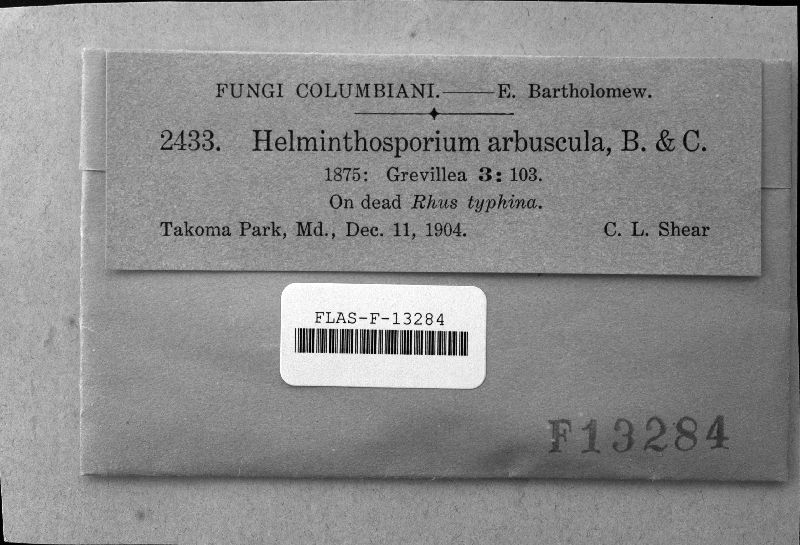 FUNGI COLUMBIANI.——E. Bartholomew.
2433. Helminthosporium arbuscula, B. & C.
1875: Grevillea 3: 103.
On dead Rhus typhina.
Takoma Park, Md., Dec. 11, 1904. C. L. Shear
FLAS-F-13284
F13284